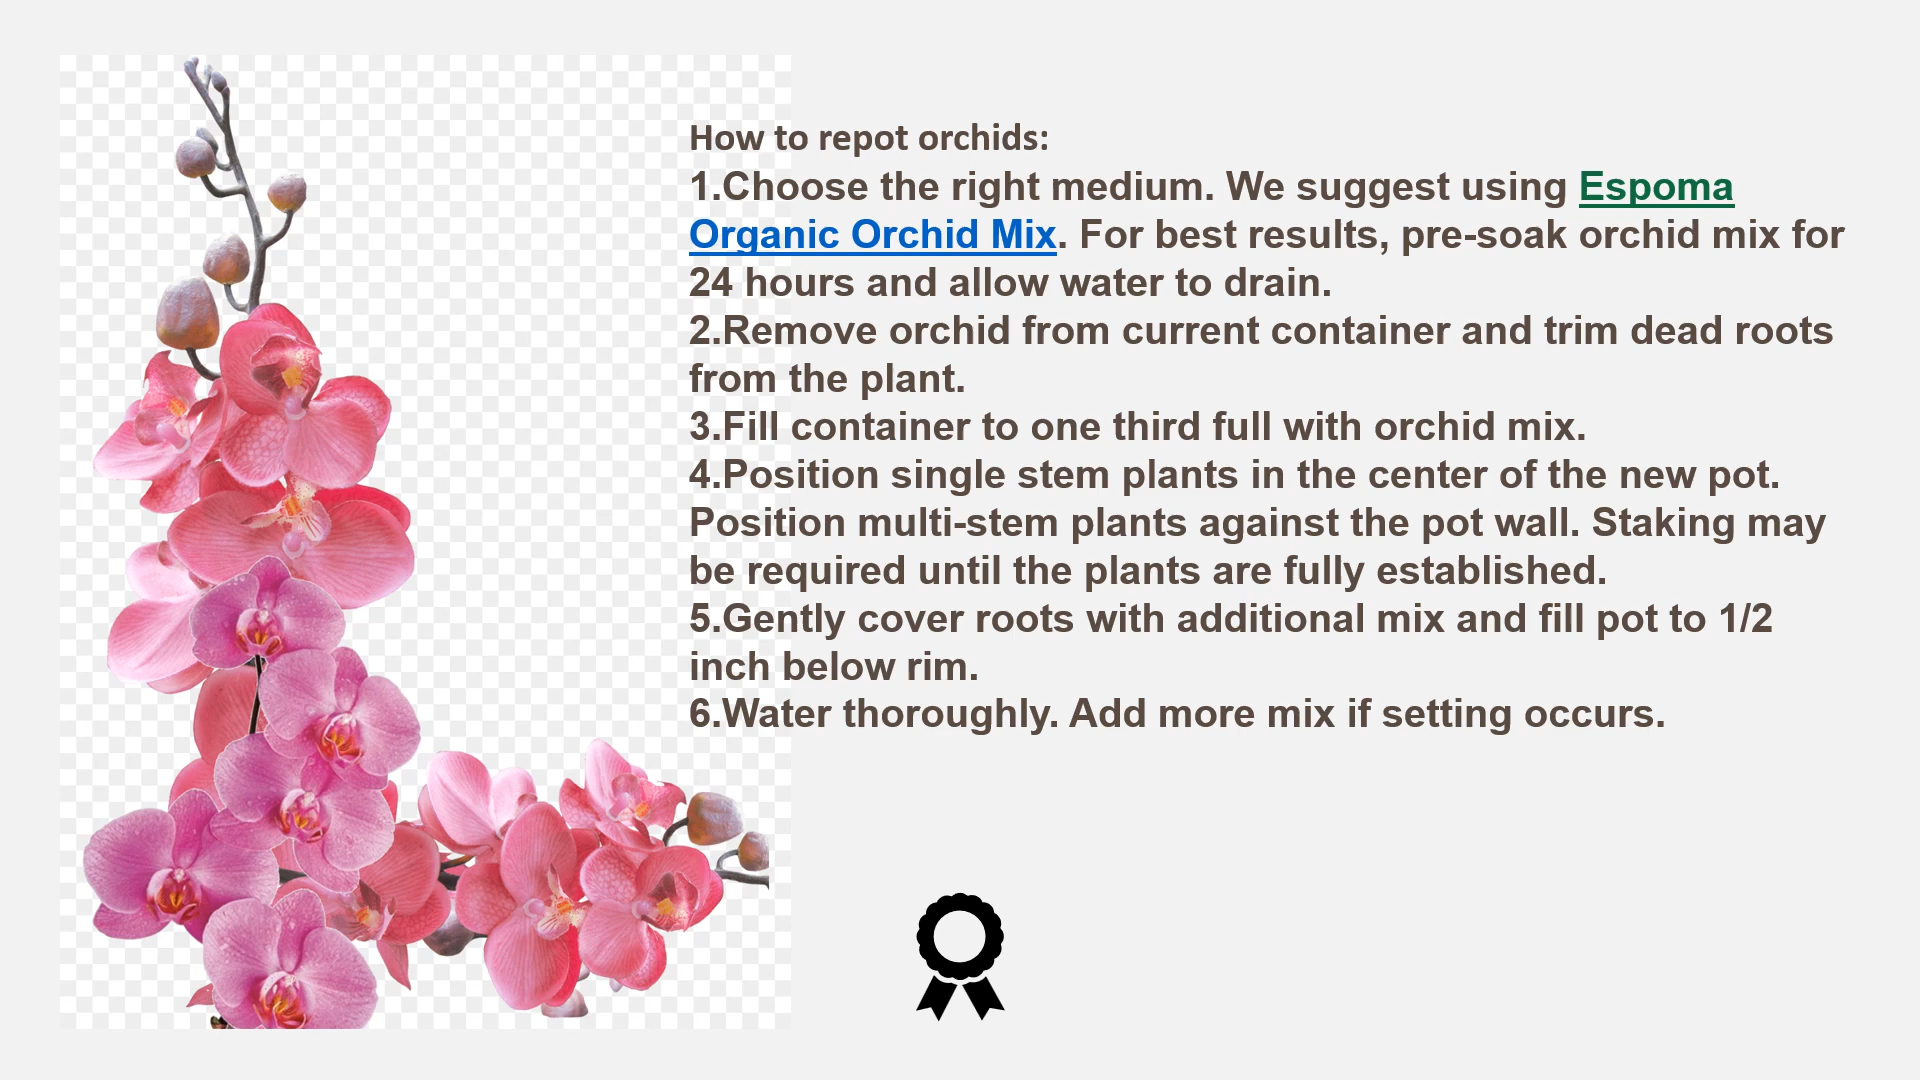 How to repot orchids:
1.Choose the right medium. We suggest using Espoma
Organic Orchid Mix. For best results, pre-soak orchid mix for
24 hours and allow water to drain.
2.Remove orchid from current container and trim dead roots
from the plant.
3.Fill container to one third full with orchid mix.
4.Position single stem plants in the center of the new pot.
Position multi-stem plants against the pot wall. Staking may
be required until the plants are fully established.
5.Gently cover roots with additional mix and fill pot to 1/2
inch below rim.
6.Water thoroughly. Add more mix if setting occurs.